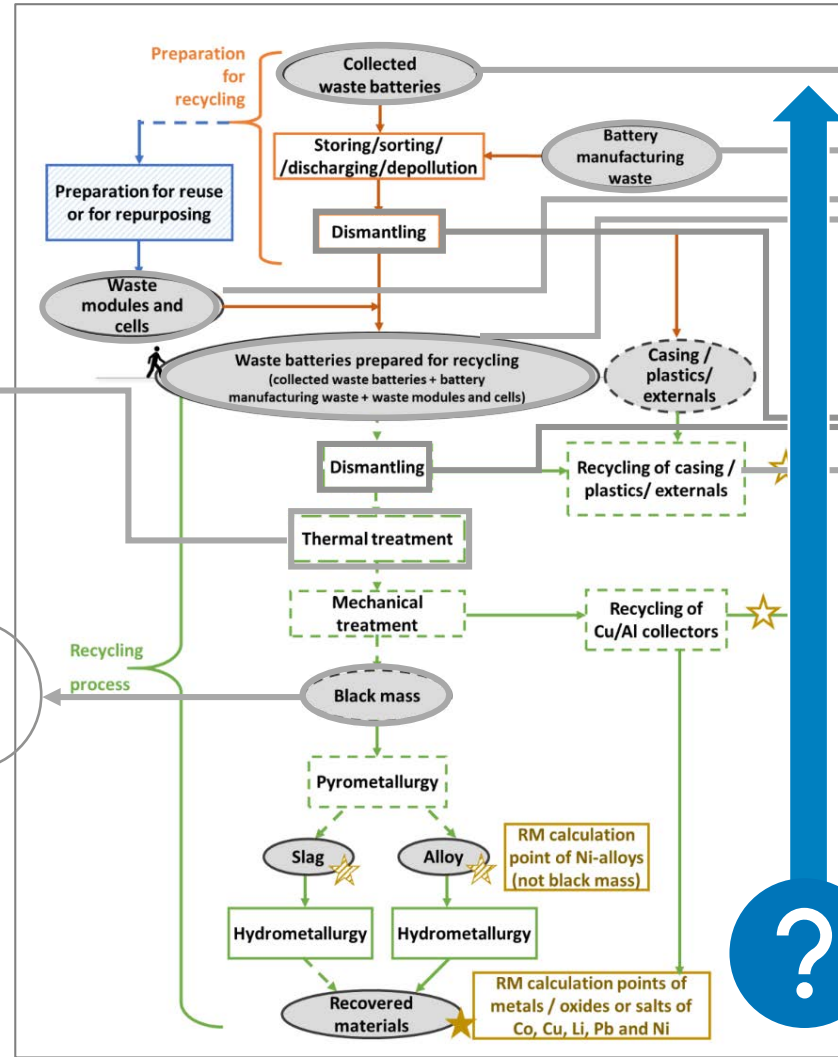 Preparation
for
recycling
Collected
waste batteries
Storing/sorting/
/discharging/depollution
Battery
manufacturing
waste
Preparation for reuse
or for repurposing
Dismantling
Waste
modules and
cells
Waste batteries prepared for recycling
(collected waste batteries + battery
manufacturing waste + waste modules and cells)
Casing /
plastics/
externals
Dismantling
Recycling of casing /
plastics/ externals
Thermal treatment
Mechanical
treatment
Recycling of
Cu/Al collectors
Recycling
process
Black mass
Pyrometallurgy
Slag
Alloy
RM calculation
point of Ni-alloys
(not black mass)
Hydrometallurgy
Hydrometallurgy
?
Recovered
materials
RM calculation points of
metals / oxides or salts of
Co, Cu, Li, Pb and Ni